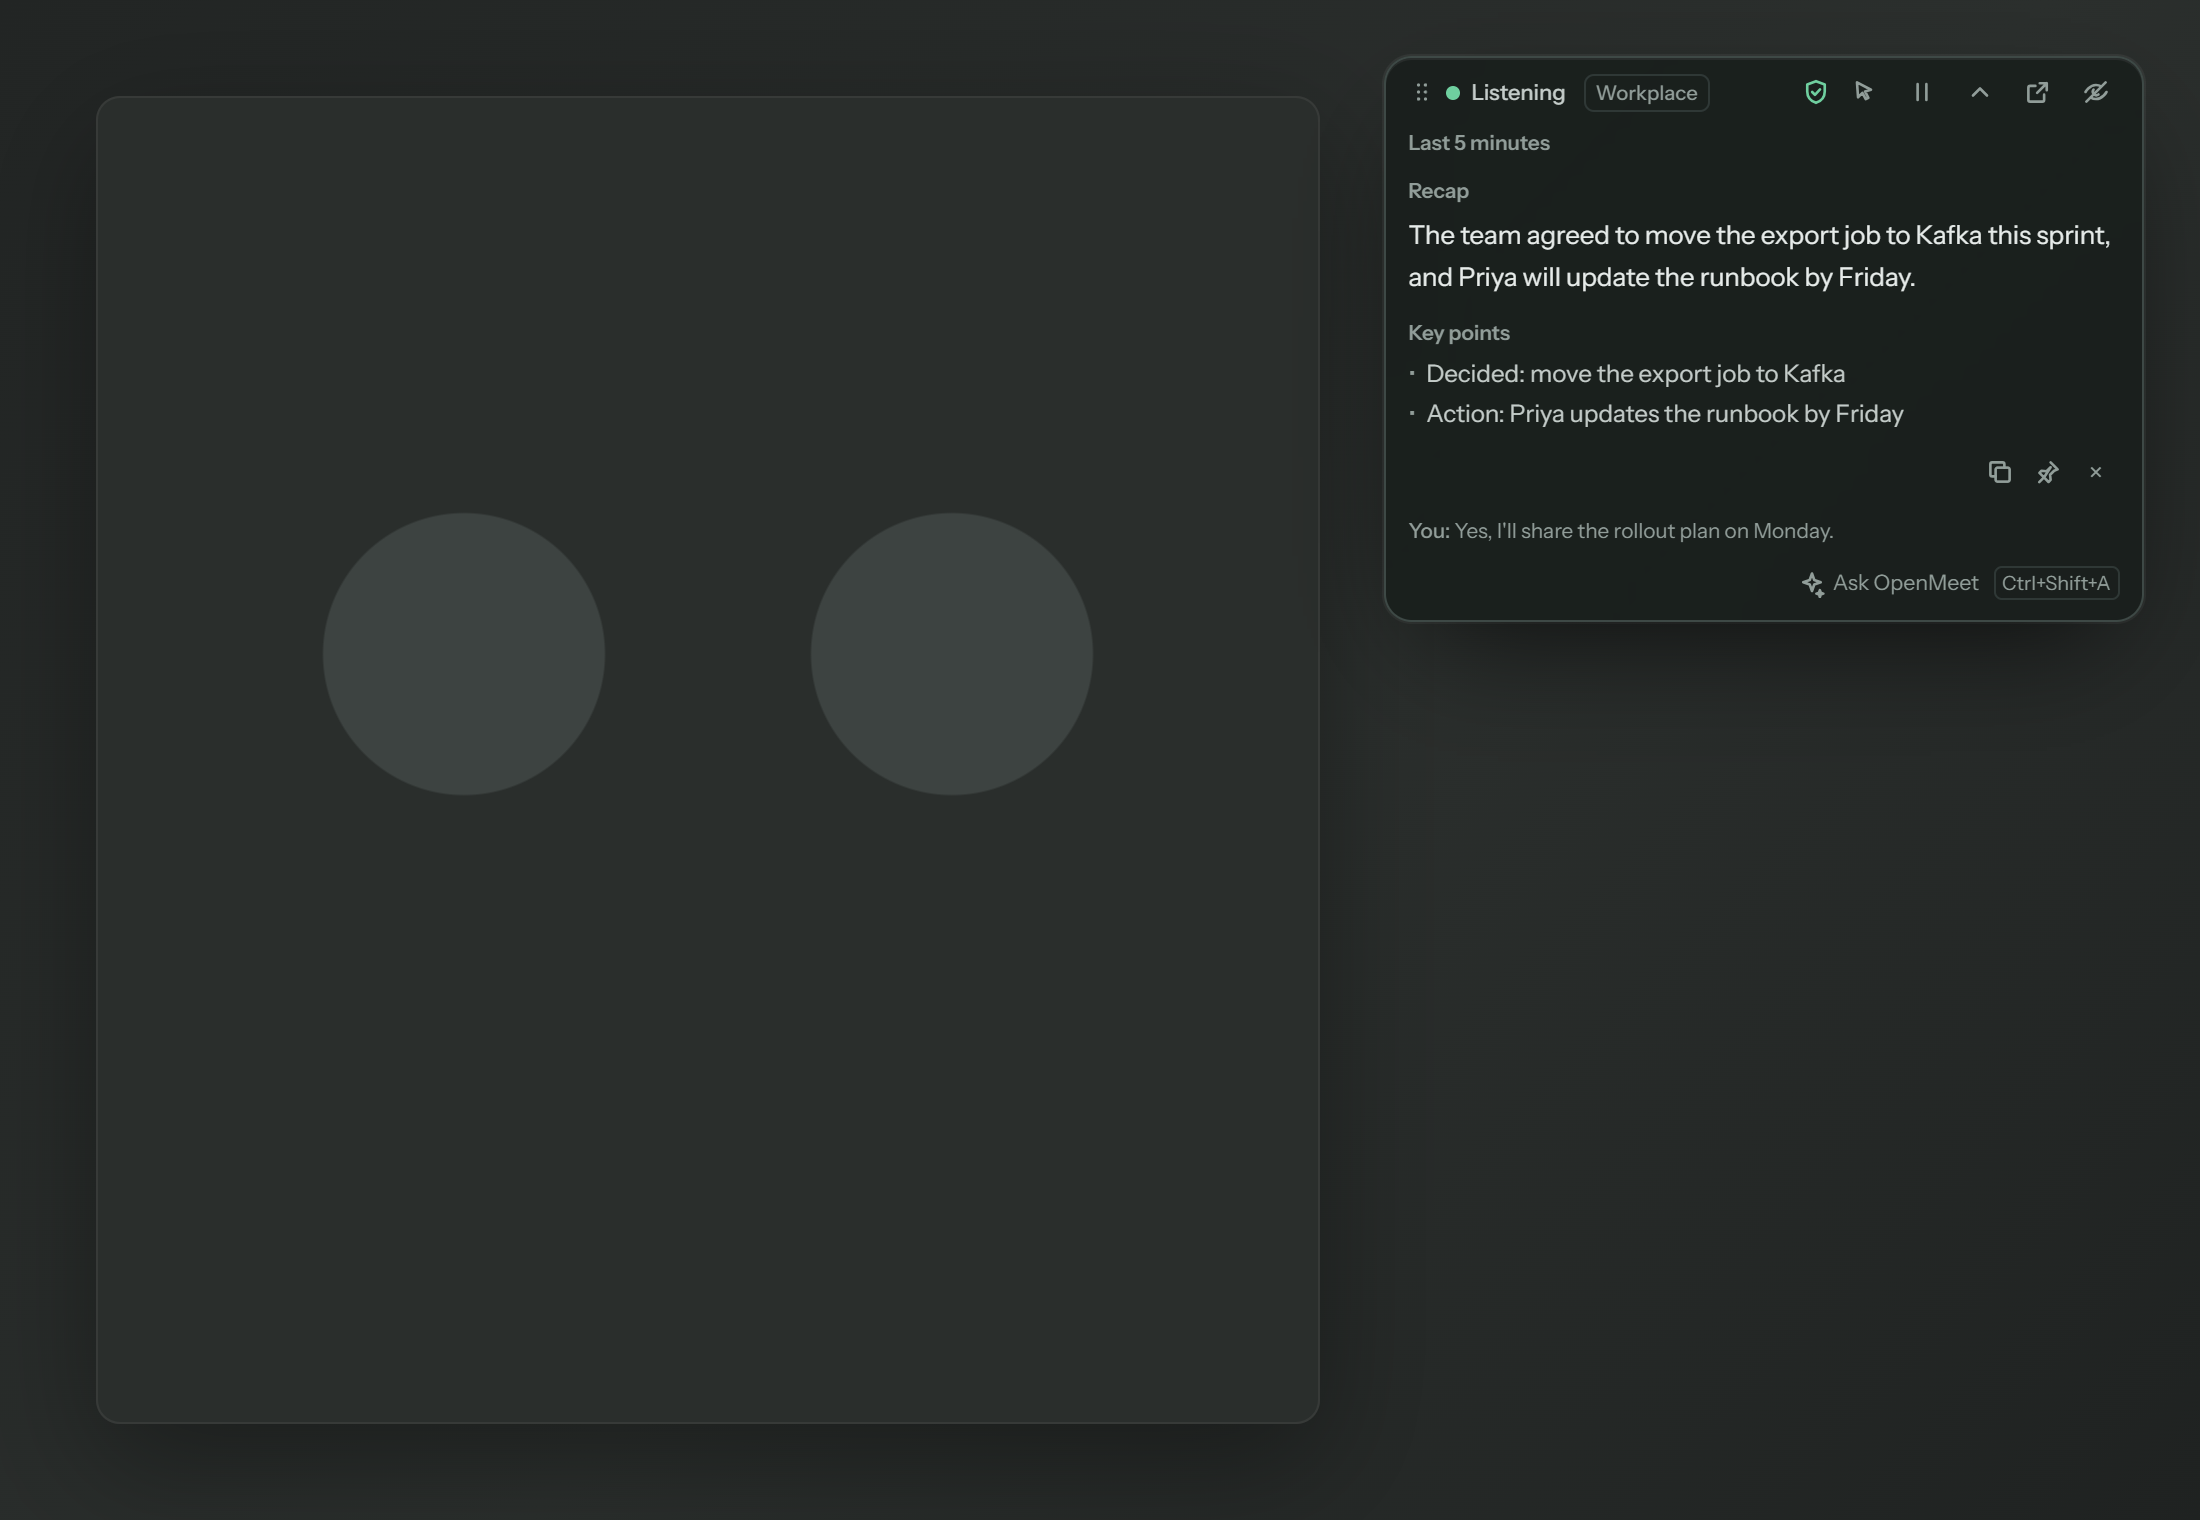 Listening Workplace
Last 5 minutes
Recap
The team agreed to move the export job to Kafka this sprint,
and Priya will update the runbook by Friday.
Key points
· Decided: move the export job to Kafka
· Action: Priya updates the runbook by Friday
You: Yes, I'll share the rollout plan on Monday.
Ask OpenMeet Ctrl+Shift+A